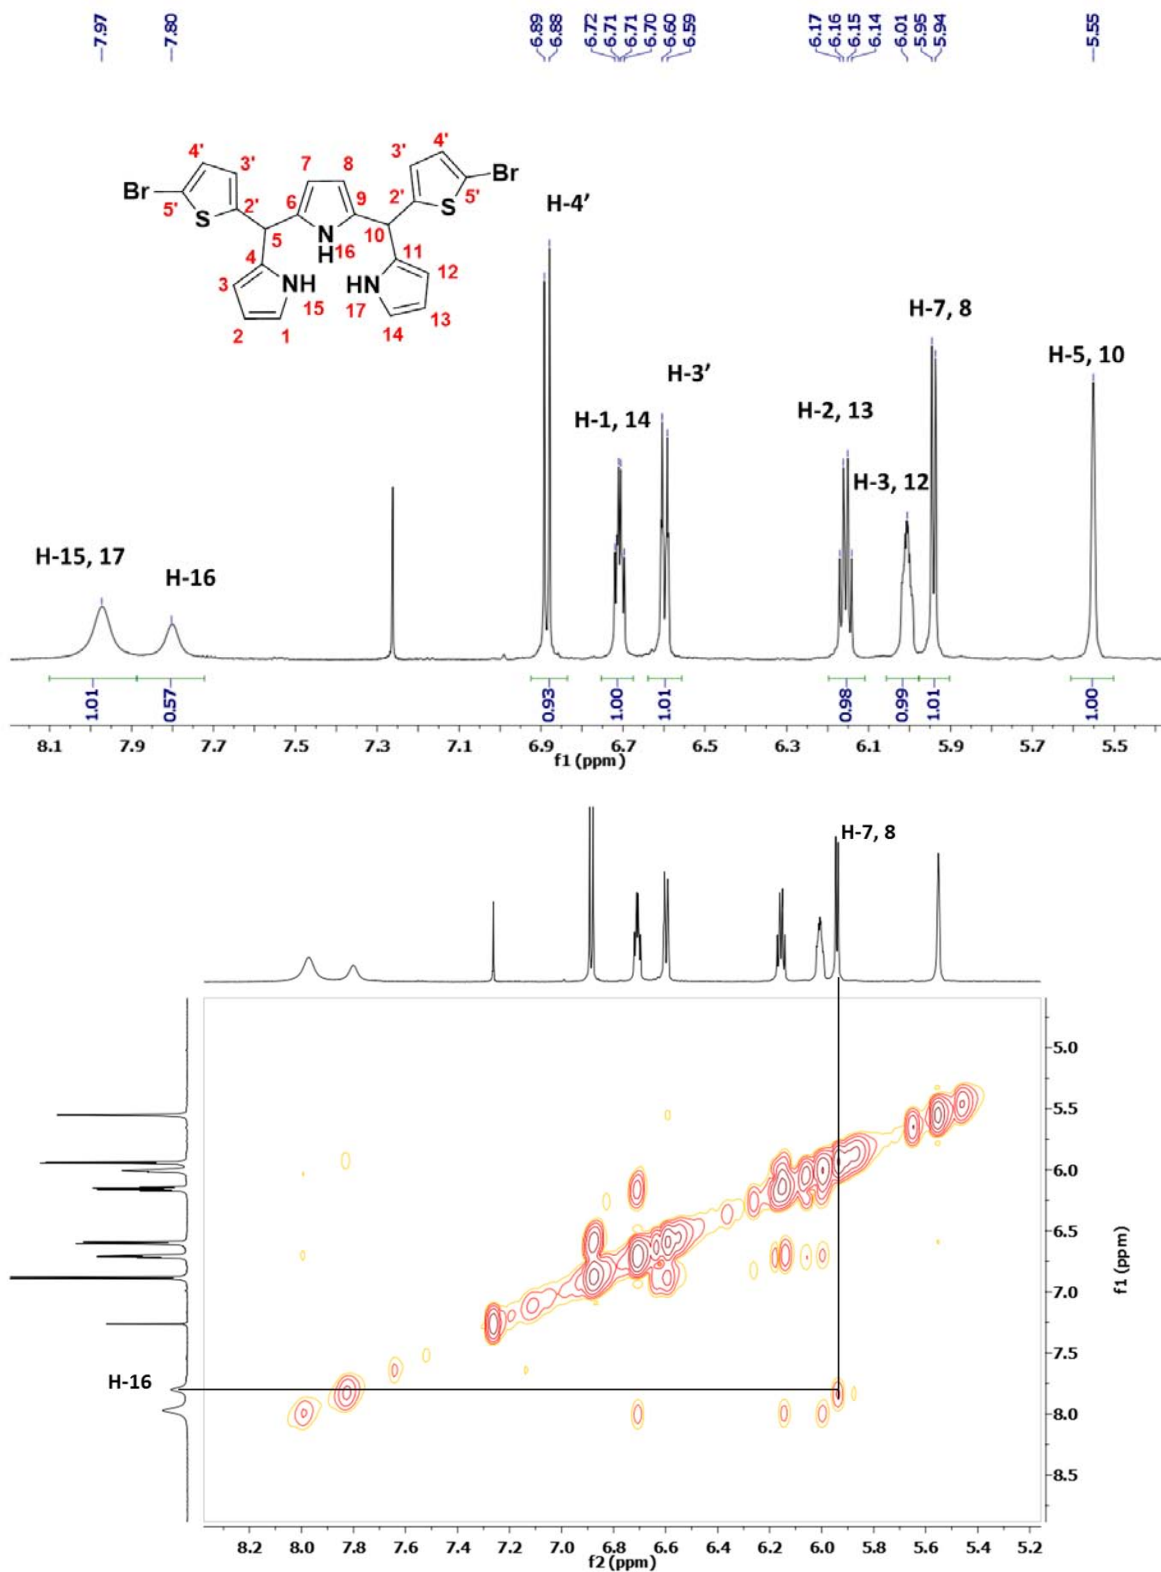 7.97 7.80 6.89 6.88 6.72 6.71 6.71 6.70 6.60 6.59 6.17 6.16 6.15 6.14 6.01 5.95 5.94 5.55
4' 3' 7 8 3' 4'
Br Br
5' S 2' 6 9 2' S 5'
5 N 10
H 16
4 11
3 NH HN 12
15 17
2 1 14 13
H-4'
H-7, 8
H-5, 10
H-3'
H-2, 13
H-1, 14
H-3, 12
H-15, 17
H-16
1.01 0.57 0.93 1.00 1.01 0.98 0.99 1.01 1.00
8.1 7.9 7.7 7.5 7.3 7.1 6.9 6.7 6.5 6.3 6.1 5.9 5.7 5.5
f1 (ppm)
H-7, 8
5.0
5.5
6.0
6.5
7.0
f1 (ppm)
7.5
H-16
8.0
8.5
8.2 8.0 7.8 7.6 7.4 7.2 7.0 6.8 6.6 6.4 6.2 6.0 5.8 5.6 5.4 5.2
f2 (ppm)